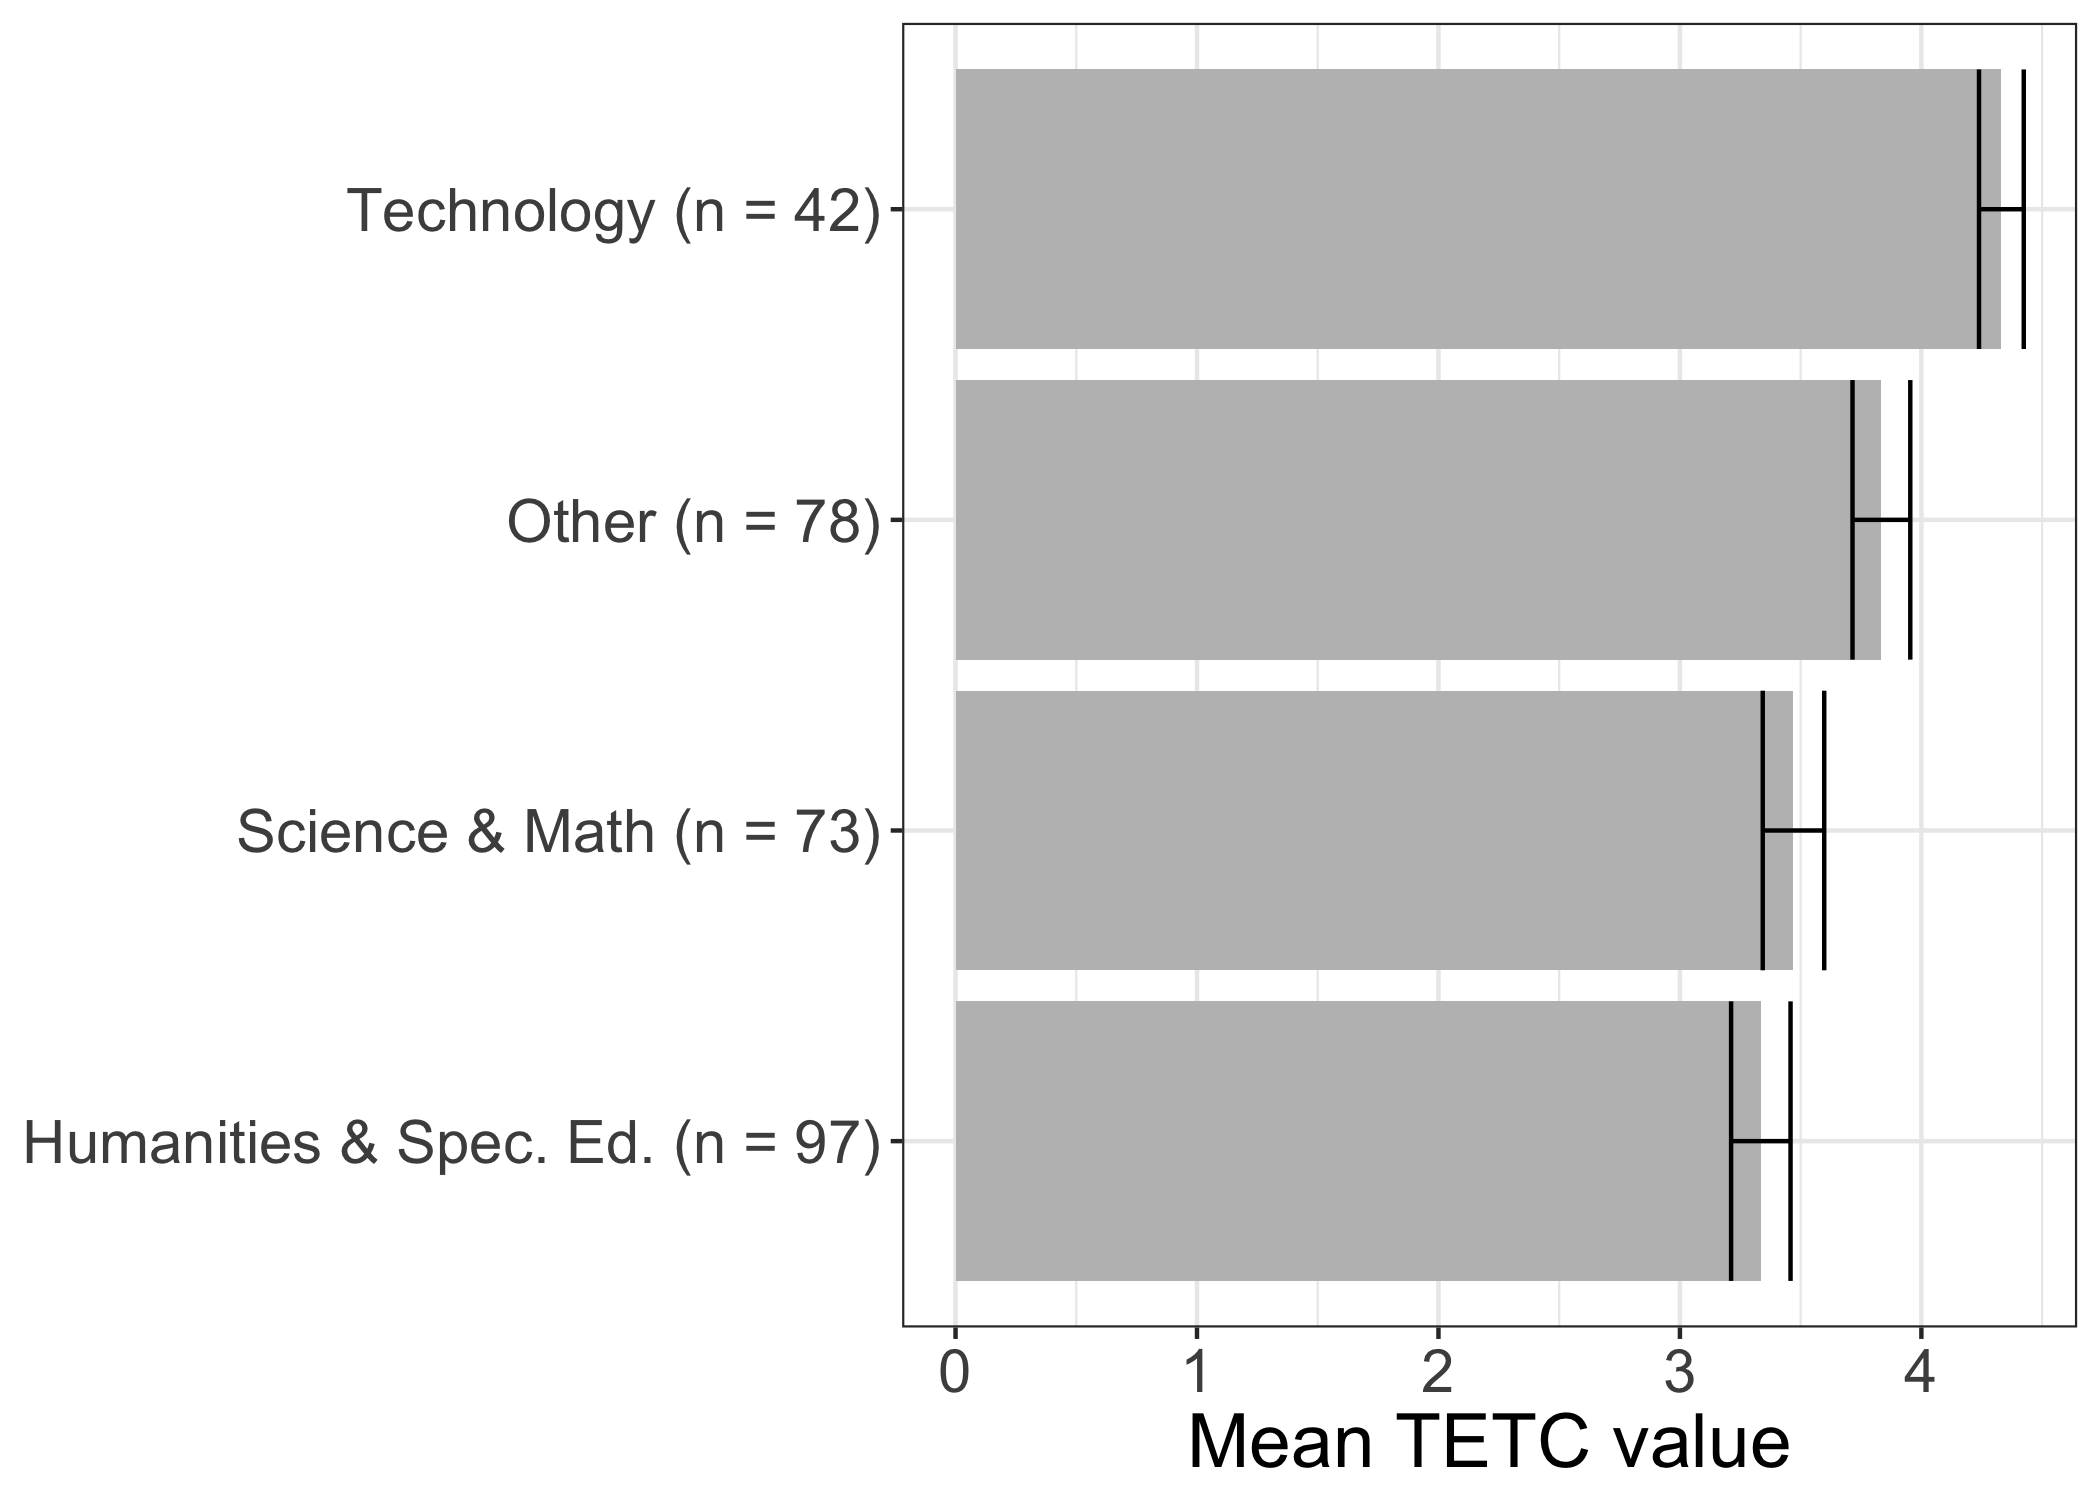 Technology (n = 42)
Other (n = 78)
Science & Math (n = 73)
Humanities & Spec. Ed. (n = 97)
0 1 2 3 4
Mean TETC value